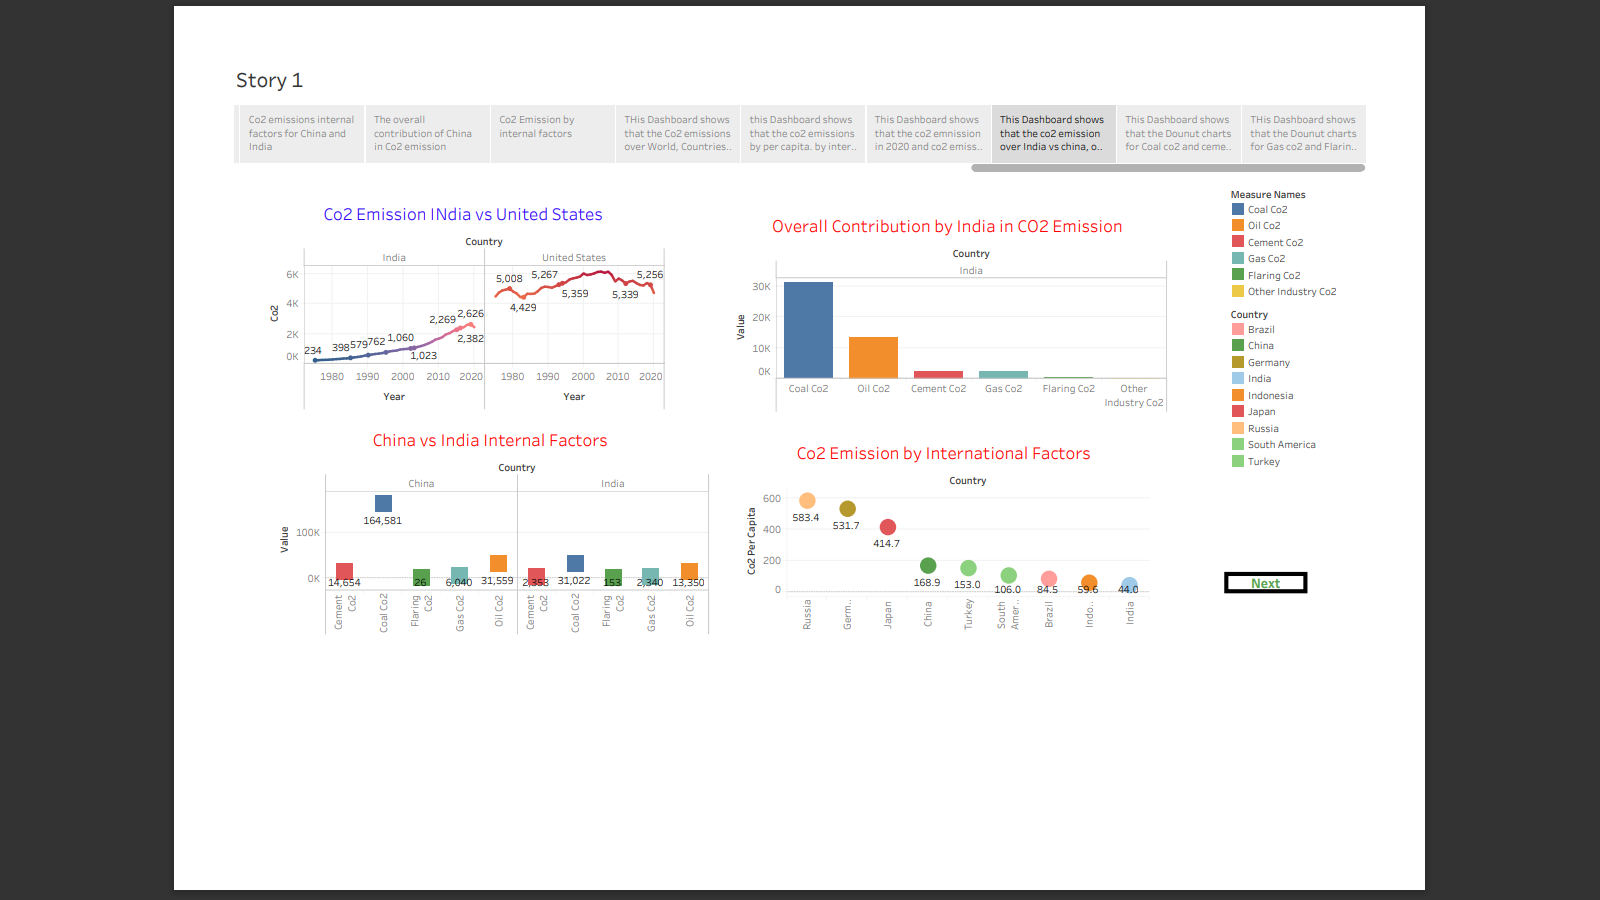 Story 1
Co2 emissions internal
factors for China and
India
The overall
contribution of China
in Co2 emission
Co2 Emission by
internal factors
THis Dashboard shows
that the Co2 emissions
over World, Countries..
this Dashboard shows
that the co2 emissions
by per capita. by inter..
This Dashboard shows
that the co2 emnission
in 2020 and co2 emiss..
This Dashboard shows
that the co2 emission
over India vs china, o..
This Dashboard shows
that the Dounut charts
for Coal co2 and ceme..
THis Dashboard shows
that the Dounut charts
for Gas co2 and Flarin..
Co2 Emission INdia vs United States
Country
India
United States
Co2
6K
4K
2K
0K
234
398
579
762
1,060
1,023
2,269
2,626
2,382
5,008
4,429
5,267
5,359
5,339
5,256
1980 1990 2000 2010 2020
1980 1990 2000 2010 2020
Year
Year
Overall Contribution by India in CO2 Emission
Country
India
Value
30K
20K
10K
0K
Coal Co2
Oil Co2
Cement Co2
Gas Co2
Flaring Co2
Other
Industry Co2
China vs India Internal Factors
Country
China
India
Value
100K
0K
164,581
14,654
26
6,040
31,559
2,358
31,022
153
2,340
13,350
Cement
Co2
Coal Co2
Flaring
Co2
Gas Co2
Oil Co2
Cement
Co2
Coal Co2
Flaring
Co2
Gas Co2
Oil Co2
Co2 Emission by International Factors
Country
Co2 Per Capita
600
400
200
0
583.4
531.7
414.7
168.9
153.0
106.0
84.5
59.6
44.0
Russia
Germ..
Japan
China
Turkey
South
Amer..
Brazil
Indo..
India
Measure Names
Coal Co2
Oil Co2
Cement Co2
Gas Co2
Flaring Co2
Other Industry Co2
Country
Brazil
China
Germany
India
Indonesia
Japan
Russia
South America
Turkey
Next